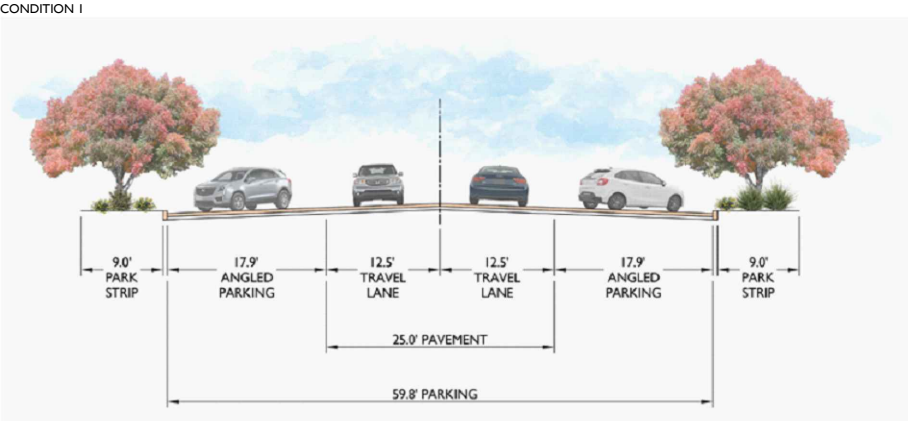 CONDITION I
9.0'
PARK
STRIP
17.9'
ANGLED
PARKING
12.5'
TRAVEL
LANE
12.5'
TRAVEL
LANE
17.9'
ANGLED
PARKING
9.0'
PARK
STRIP
25.0' PAVEMENT
59.8' PARKING